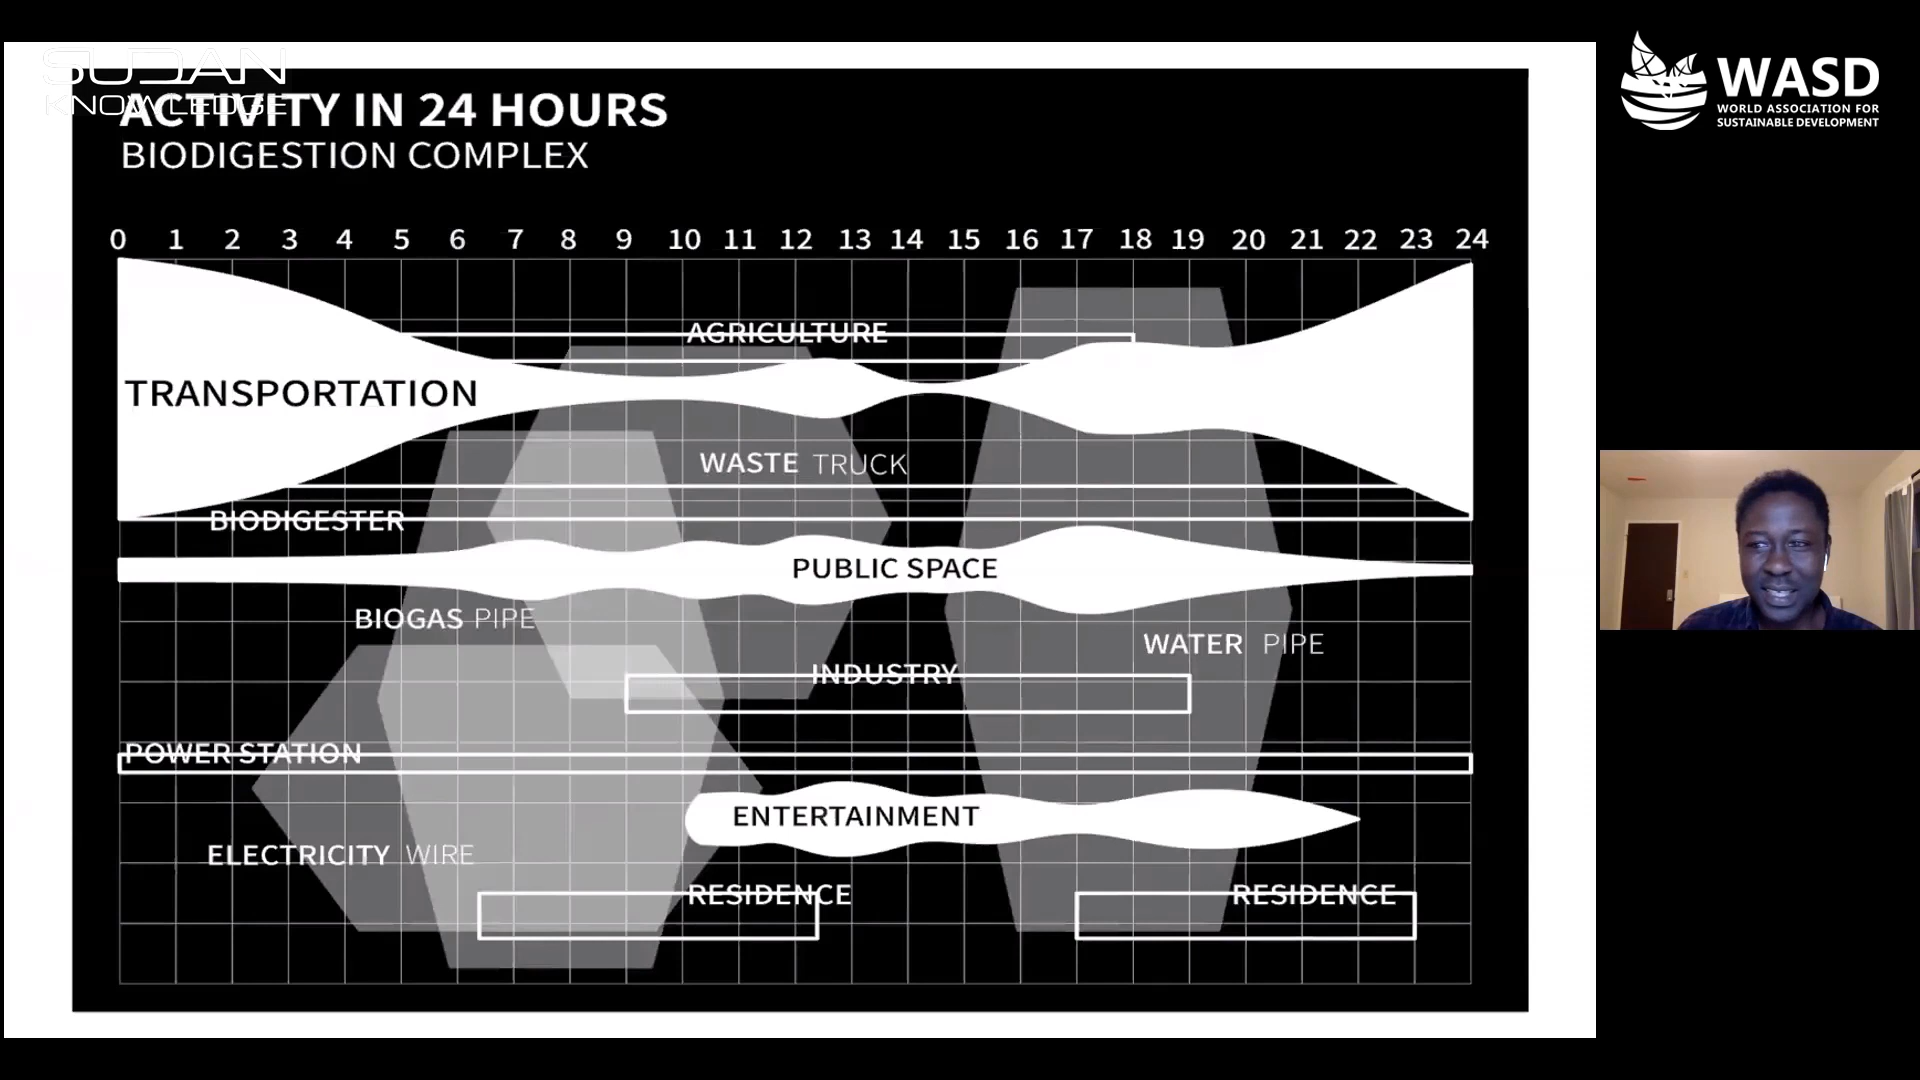 SUDAN
KNOWLEDGE
ACTIVITY IN 24 HOURS
BIODIGESTION COMPLEX
0 1 2 3 4 5 6 7 8 9 10 11 12 13 14 15 16 17 18 19 20 21 22 23 24
AGRICULTURE
TRANSPORTATION
WASTE TRUCK
BIODIGESTER
PUBLIC SPACE
BIOGAS PIPE
WATER PIPE
INDUSTRY
POWER STATION
ENTERTAINMENT
ELECTRICITY WIRE
RESIDENCE RESIDENCE
WASD
WORLD ASSOCIATION FOR
SUSTAINABLE DEVELOPMENT